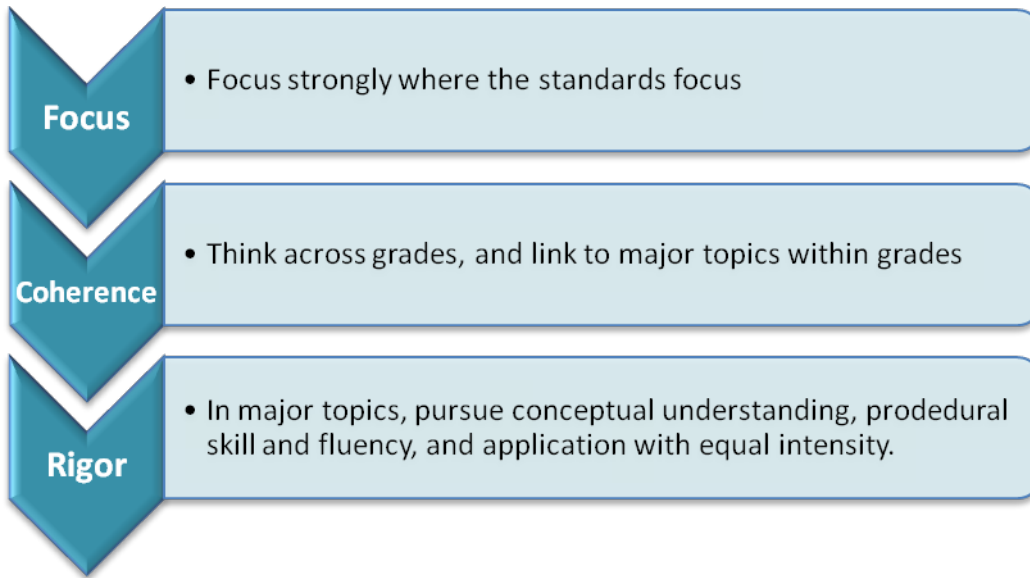 Focus
• Focus strongly where the standards focus
Coherence
• Think across grades, and link to major topics within grades
Rigor
• In major topics, pursue conceptual understanding, prodedural
skill and fluency, and application with equal intensity.